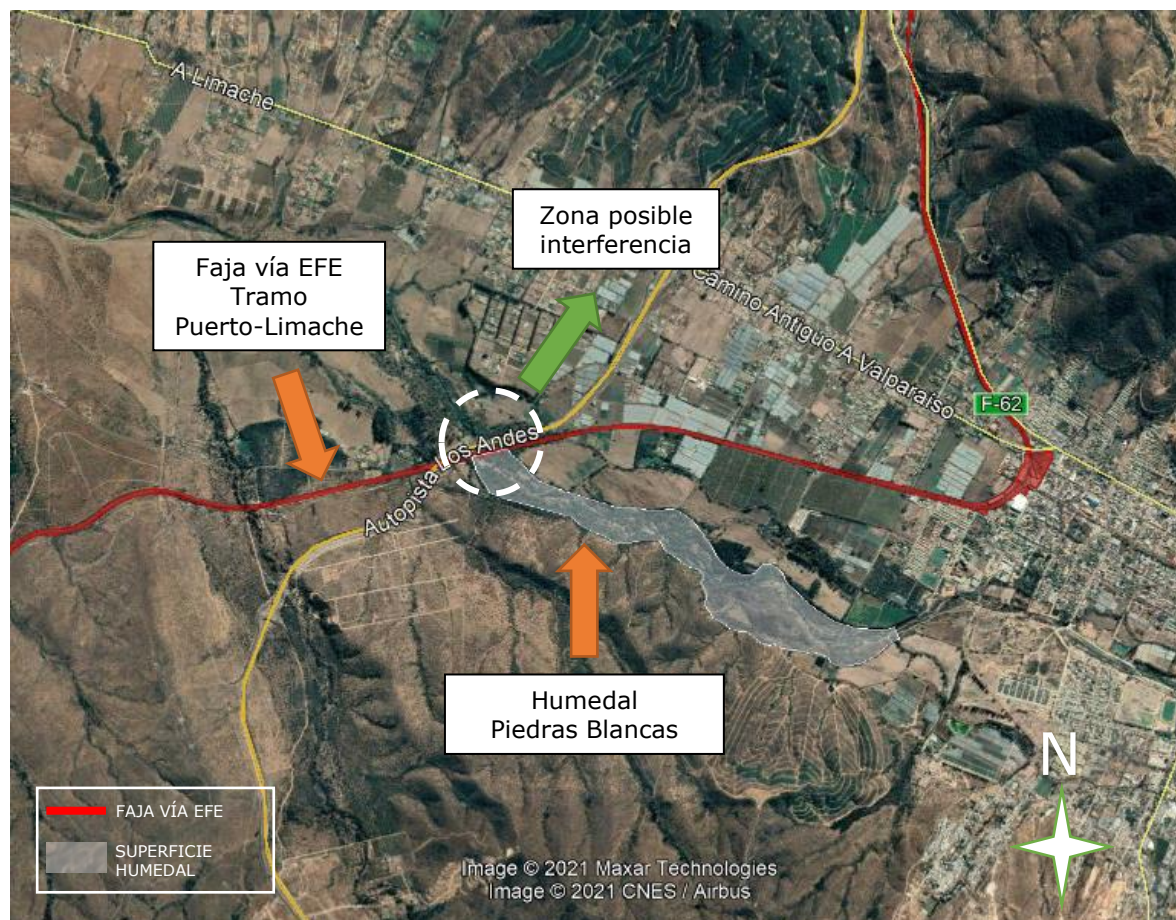 A Limache
Zona posible
interferencia
Faja vía EFE
Tramo
Puerto-Limache
Camino Antiguo A Valparaíso
F-62
Autopista Los Andes
Humedal
Piedras Blancas
N
FAJA VÍA EFE
SUPERFICIE
HUMEDAL
Image © 2021 Maxar Technologies
Image © 2021 CNES / Airbus